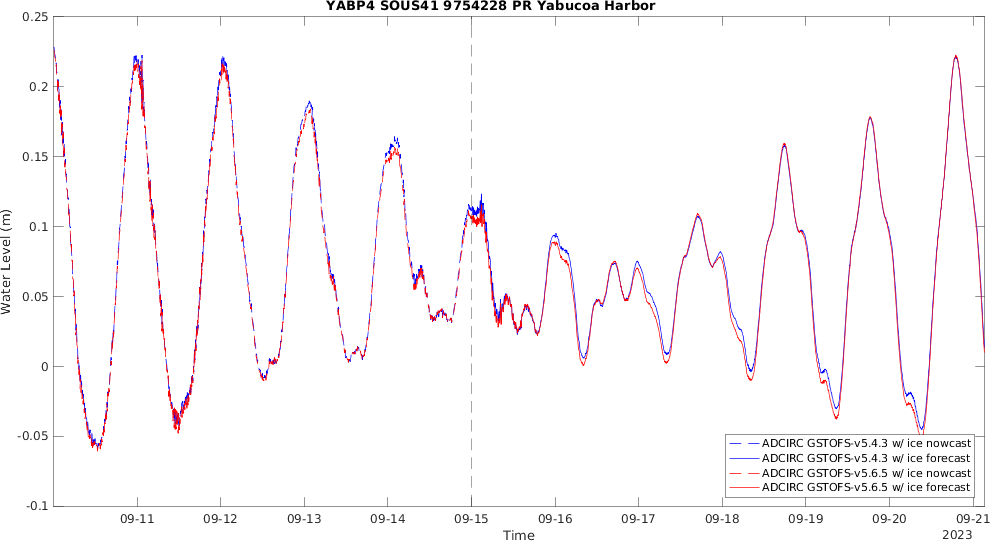 YABP4 SOUS41 9754228 PR Yabucoa Harbor
0.25
0.2
0.15
0.1
0.05
0
-0.05
-0.1
Water Level (m)
ADCIRC GSTOFS-v5.4.3 w/ ice nowcast
ADCIRC GSTOFS-v5.4.3 w/ ice forecast
ADCIRC GSTOFS-v5.6.5 w/ ice nowcast
ADCIRC GSTOFS-v5.6.5 w/ ice forecast
09-11 09-12 09-13 09-14 09-15 09-16 09-17 09-18 09-19 09-20 09-21
Time
2023